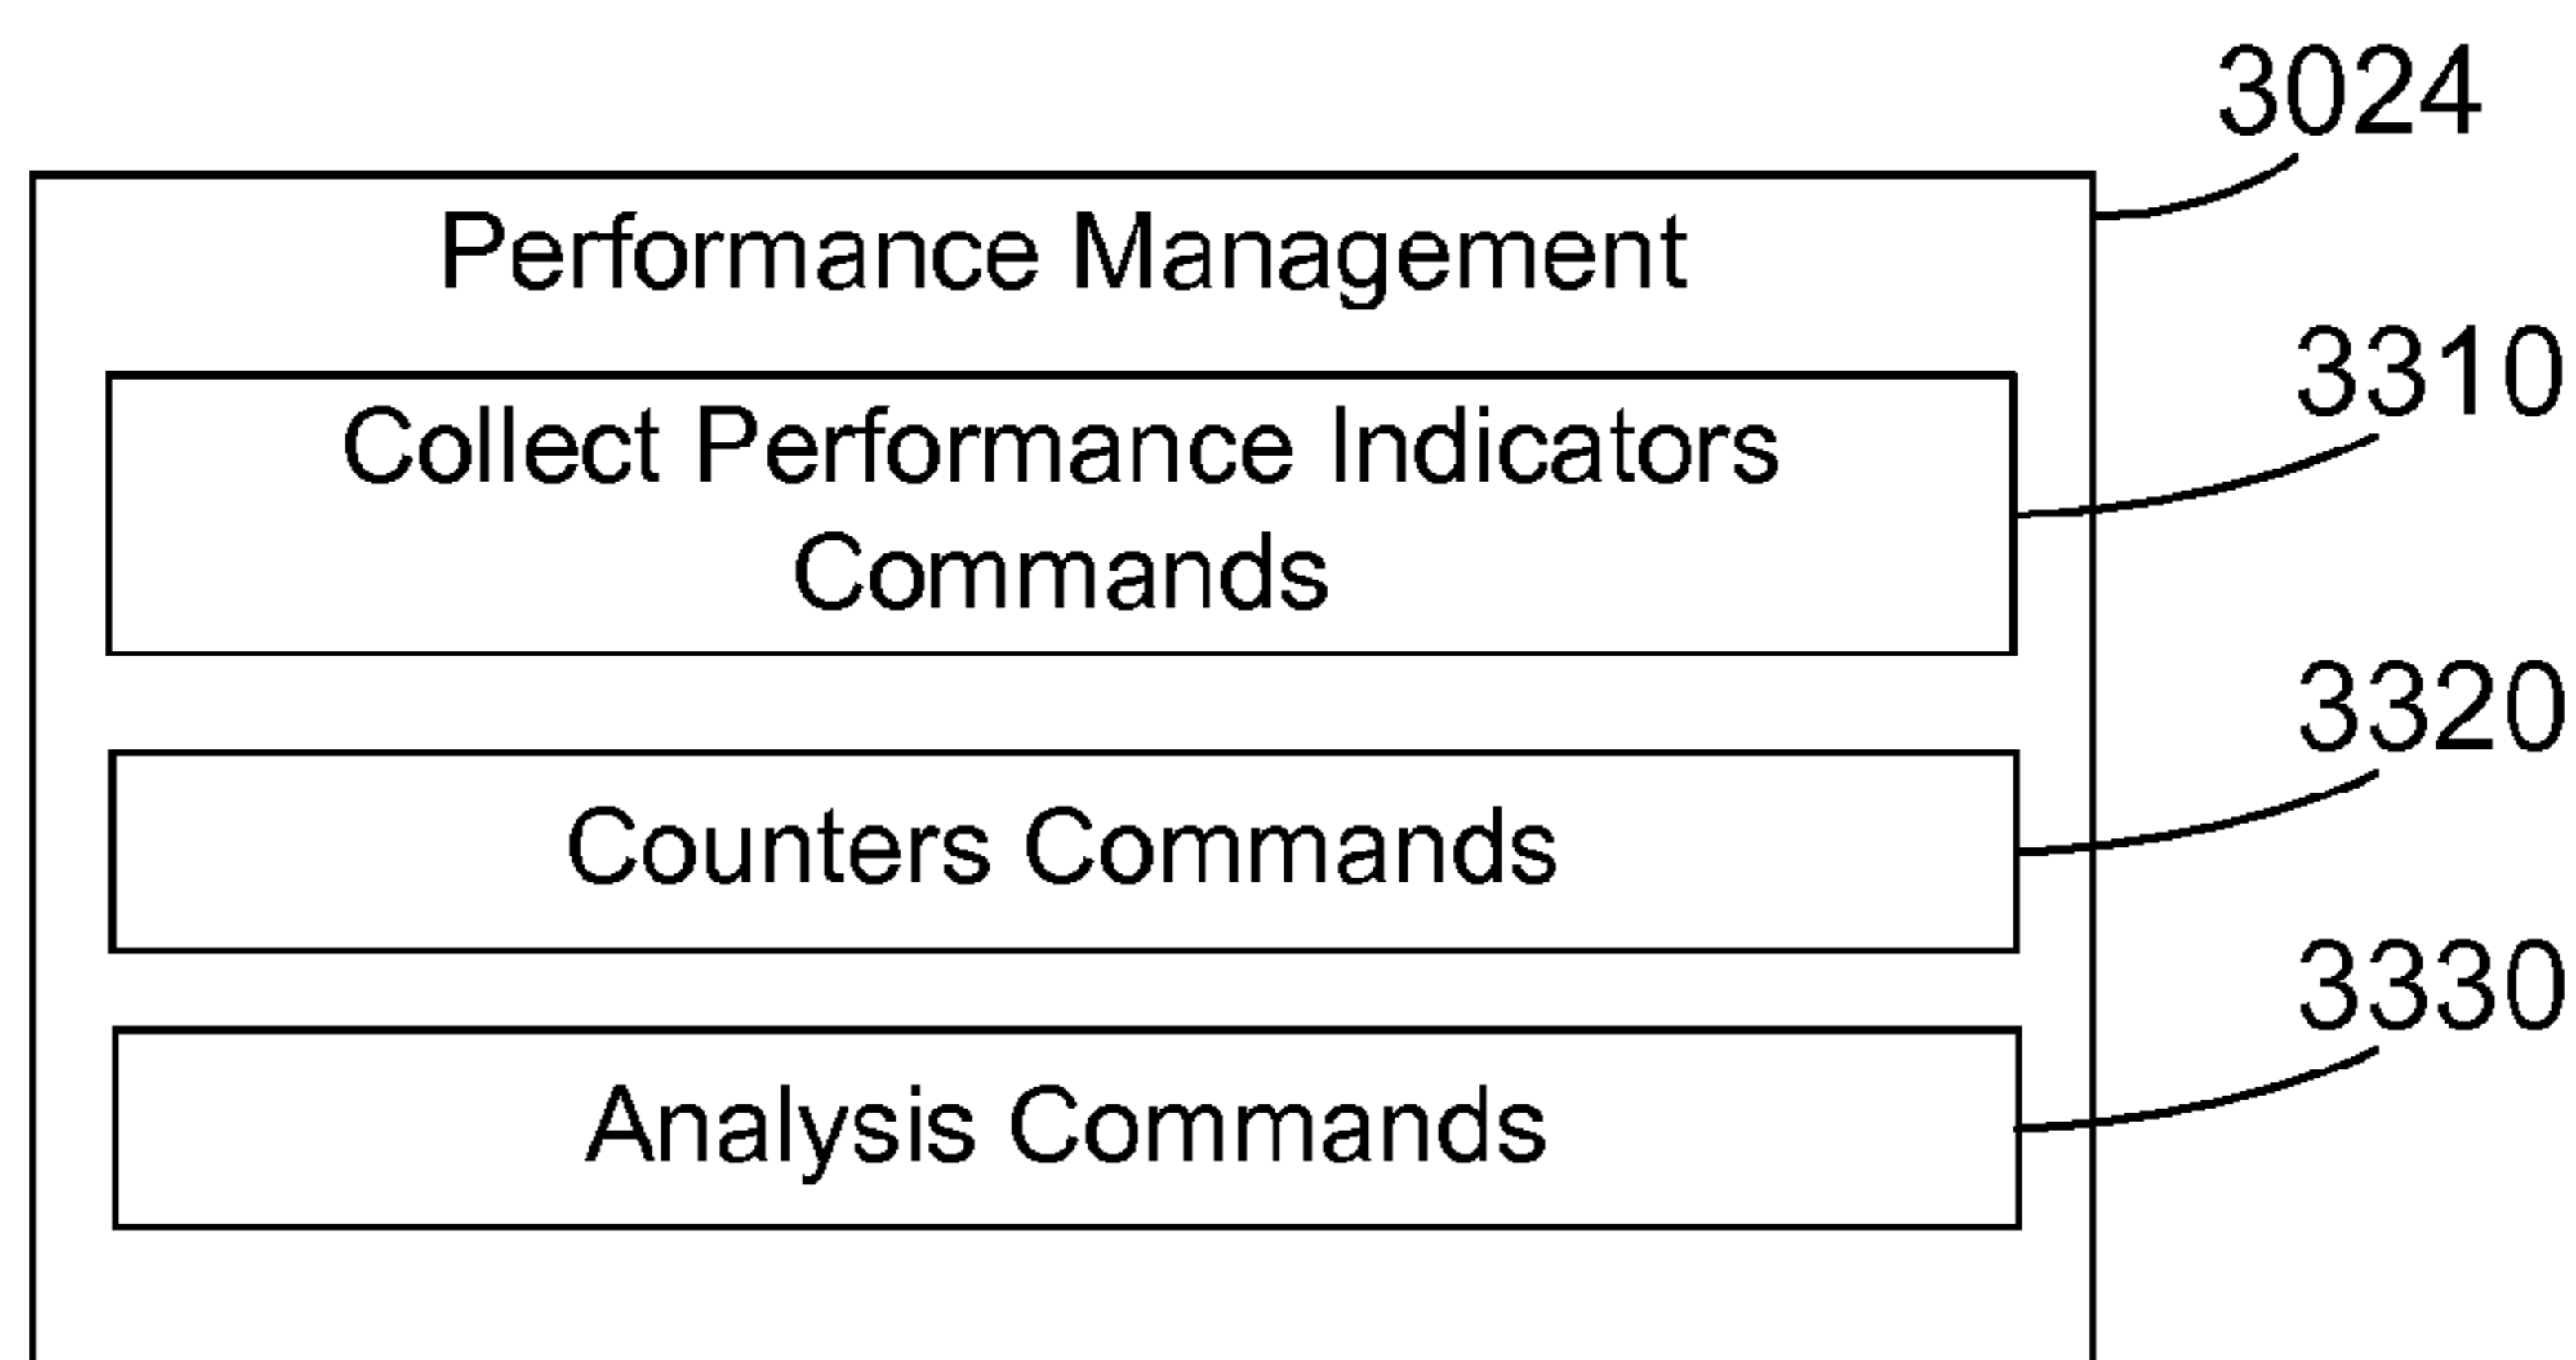 3024
Performance Management
3310
Collect Performance Indicators
Commands
3320
Counters Commands
3330
Analysis Commands